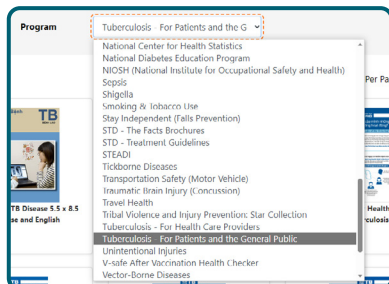 Program
Tuberculosis - For Patients and the G
National Center for Health Statistics
National Diabetes Education Program
NIOSH (National Institute for Occupational Safety and Health)
Sepsis
Shigella
Smoking & Tobacco Use
Stay Independent (Falls Prevention)
STD - The Facts Brochures
STD - Treatment Guidelines
STEADI
Tickborne Diseases
Transportation Safety (Motor Vehicle)
Traumatic Brain Injury (Concussion)
Travel Health
Tribal Violence and Injury Prevention: Star Collection
Tuberculosis - For Health Care Providers
Tuberculosis - For Patients and the General Public
Unintentional Injuries
V-safe After Vaccination Health Checker
Vector-Borne Diseases
Per Pa
TB
TB Disease 5.5 x 8.5
se and English
Health
rculosis